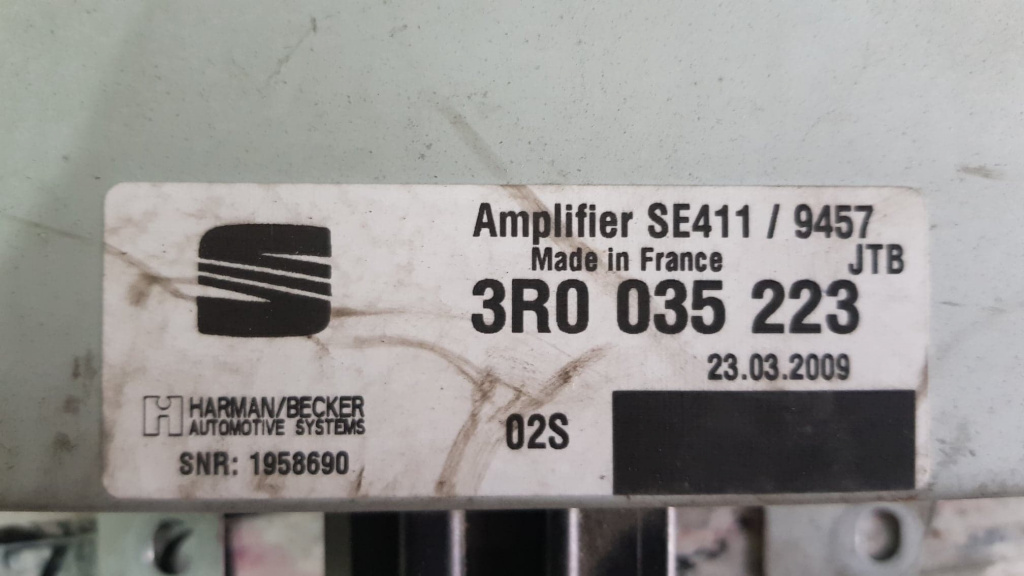 Amplifier SE411 / 9457
Made in France JTB
3R0 035 223
23.03.2009
HARMAN/BECKER
AUTOMOTIVE SYSTEMS
02S
SNR: 1958690